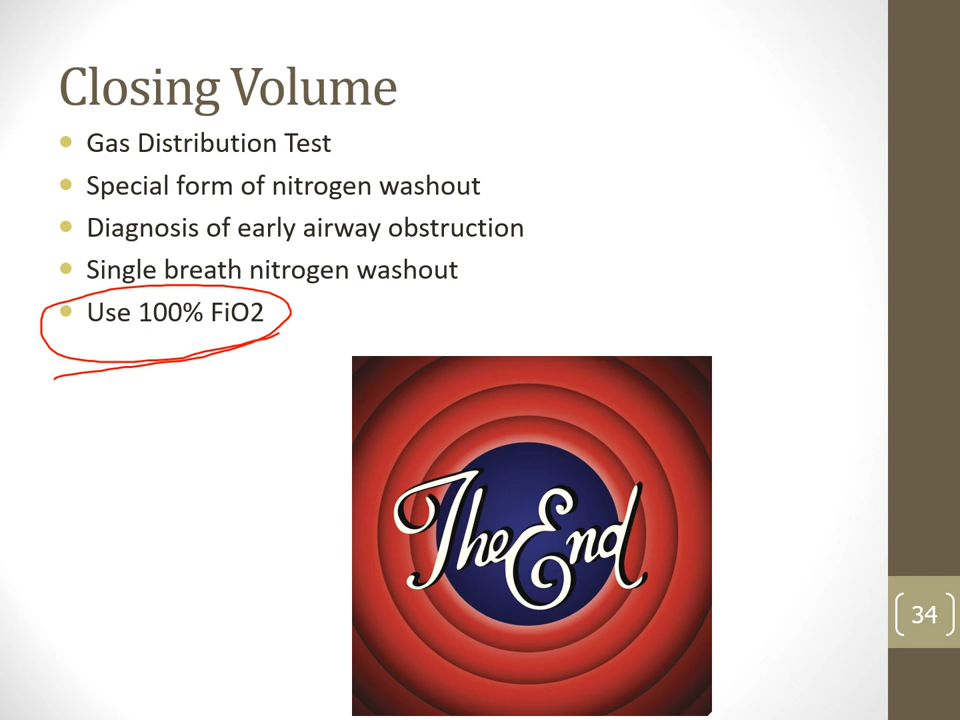 Closing Volume
Gas Distribution Test
Special form of nitrogen washout
Diagnosis of early airway obstruction
Single breath nitrogen washout
Use 100% FiO2
The End
34